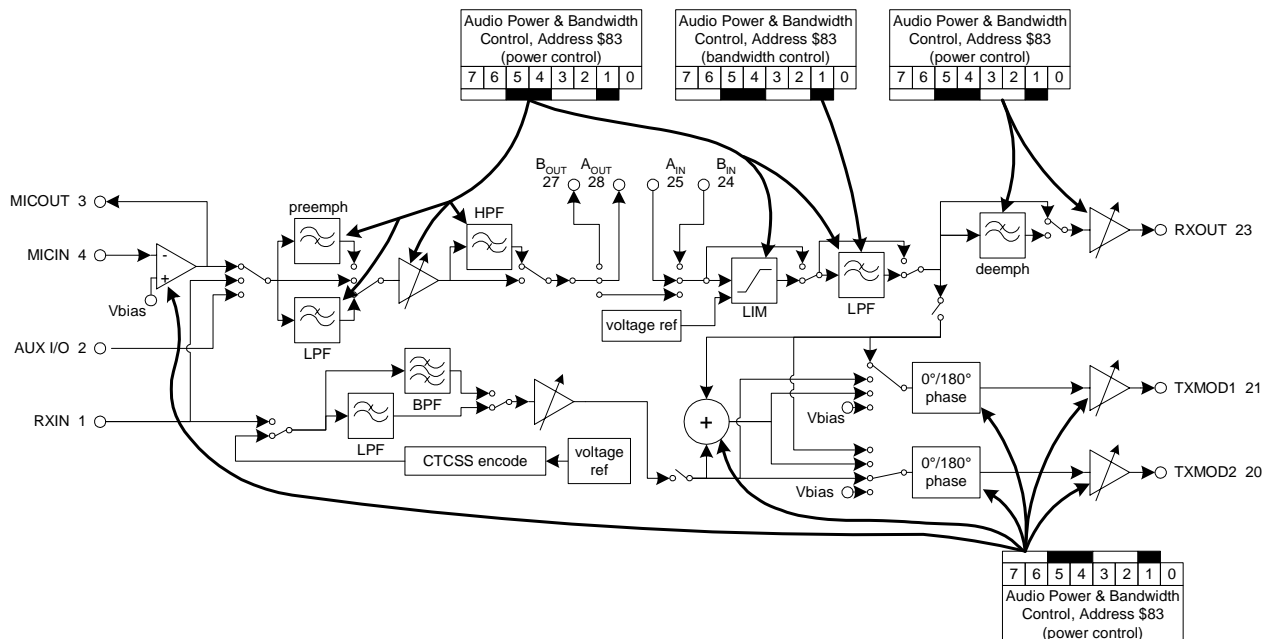 Audio Power & Bandwidth
Control, Address $83
(power control)
7 6 5 4 3 2 1 0
Audio Power & Bandwidth
Control, Address $83
(bandwidth control)
7 6 5 4 3 2 1 0
Audio Power & Bandwidth
Control, Address $83
(power control)
7 6 5 4 3 2 1 0
BOUT
27
AOUT
28
AIN
25
BIN
24
MICOUT 3
preemph
HPF
RXOUT 23
MICIN 4
-
+
Vbias
deemph
LIM
LPF
LPF
voltage ref
AUX I/O 2
BPF
0°/180°
phase
TXMOD1 21
RXIN 1
LPF
+
Vbias
CTCSS encode
voltage
ref
0°/180°
phase
TXMOD2 20
Vbias
7 6 5 4 3 2 1 0
Audio Power & Bandwidth
Control, Address $83
(power control)